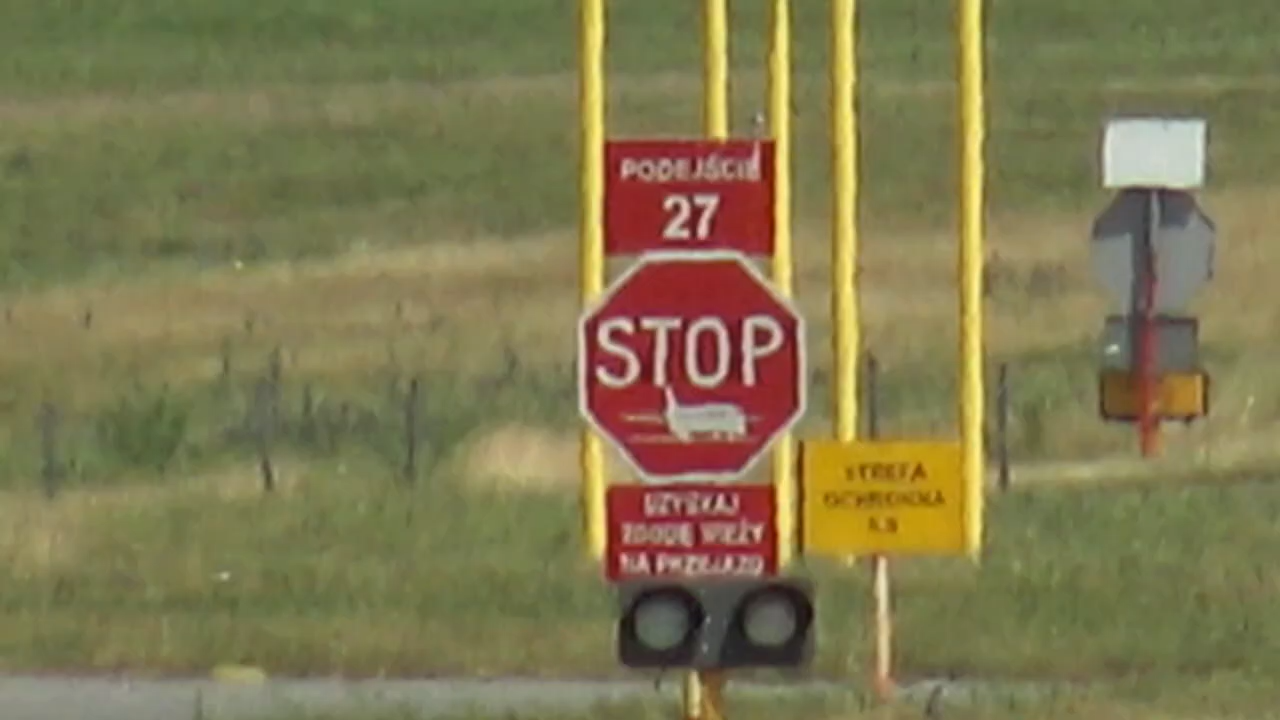 PODEJŚCIE
27
STOP
UZYSKAJ
ZGODĘ WIEŻY
NA PRZEJAZD
STREFA
OCHRONNA